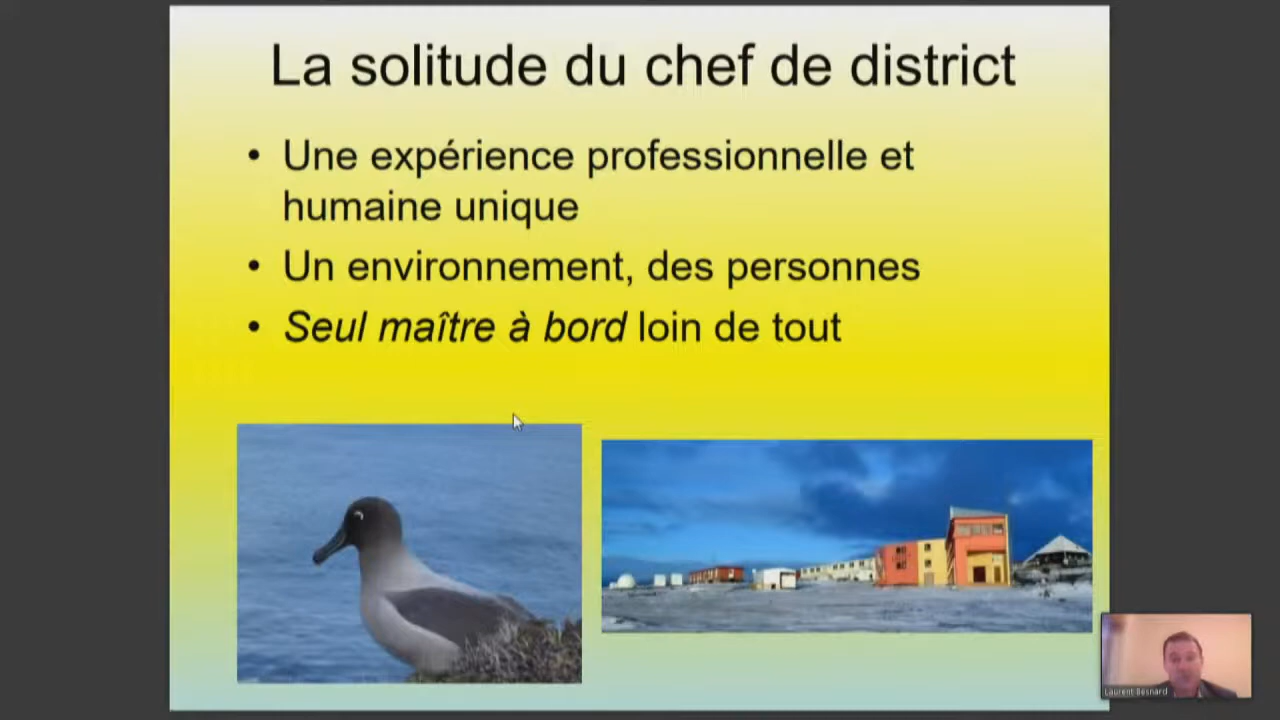 La solitude du chef de district
• Une expérience professionnelle et
humaine unique
• Un environnement, des personnes
• Seul maître à bord loin de tout
Laurent Besnard